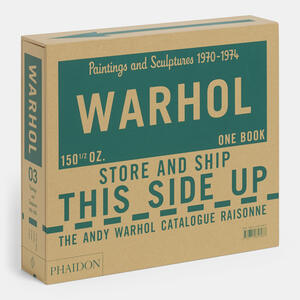 Paintings and Sculptures 1970-1974
WARHOL
ONE BOOK
150 1/2 OZ.
STORE AND SHIP
THIS SIDE UP
THE ANDY WARHOL CATALOGUE RAISONNE
PHAIDON
WARHOL
03